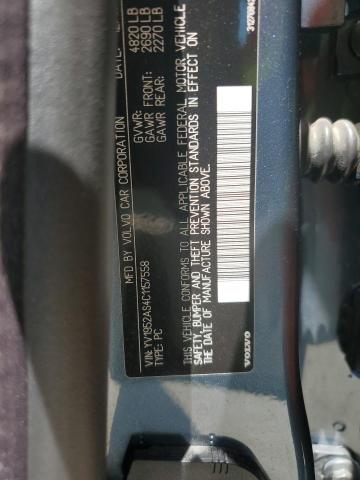 MFD BY VOLVO CAR CORPORATION DATE:
GVWR: 4820 LB
GAWR FRONT: 2690 LB
GAWR REAR: 2270 LB
VIN: YV1952AS4C1157558
TYPE: PC
THIS VEHICLE CONFORMS TO ALL APPLICABLE FEDERAL MOTOR VEHICLE
SAFETY, BUMPER AND THEFT PREVENTION STANDARDS IN EFFECT ON
THE DATE OF MANUFACTURE SHOWN ABOVE.
VOLVO